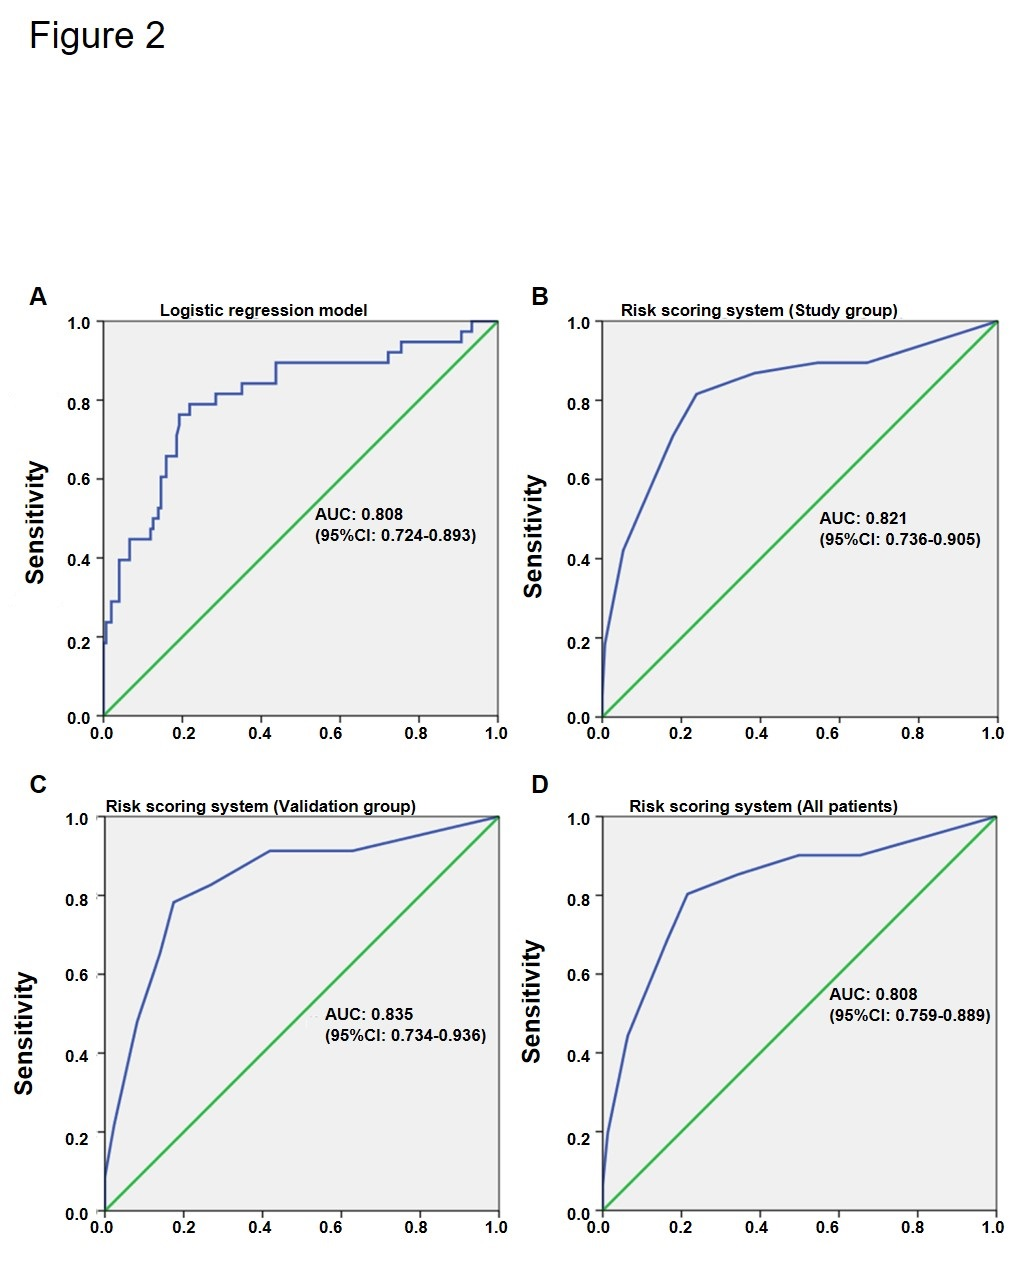 Figure 2
A
Logistic regression model
1.0
0.8
0.6
0.4
0.2
0.0
Sensitivity
AUC: 0.808
(95%CI: 0.724-0.893)
0.0 0.2 0.4 0.6 0.8 1.0
B
Risk scoring system (Study group)
1.0
0.8
0.6
0.4
0.2
0.0
Sensitivity
AUC: 0.821
(95%CI: 0.736-0.905)
0.0 0.2 0.4 0.6 0.8 1.0
C
Risk scoring system (Validation group)
1.0
0.8
0.6
0.4
0.2
0.0
Sensitivity
AUC: 0.835
(95%CI: 0.734-0.936)
0.0 0.2 0.4 0.6 0.8 1.0
D
Risk scoring system (All patients)
1.0
0.8
0.6
0.4
0.2
0.0
Sensitivity
AUC: 0.808
(95%CI: 0.759-0.889)
0.0 0.2 0.4 0.6 0.8 1.0